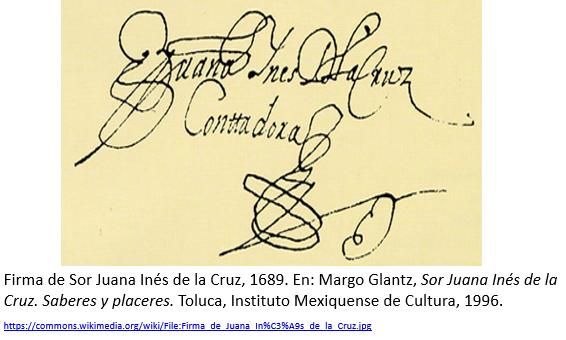 Juana Ines de la Cruz
Conttadora
Firma de Sor Juana Inés de la Cruz, 1689. En: Margo Glantz, Sor Juana Inés de la
Cruz. Saberes y placeres. Toluca, Instituto Mexiquense de Cultura, 1996.
https://commons.wikimedia.org/wiki/File:Firma_de_Juana_In%C3%A9s_de_la_Cruz.jpg